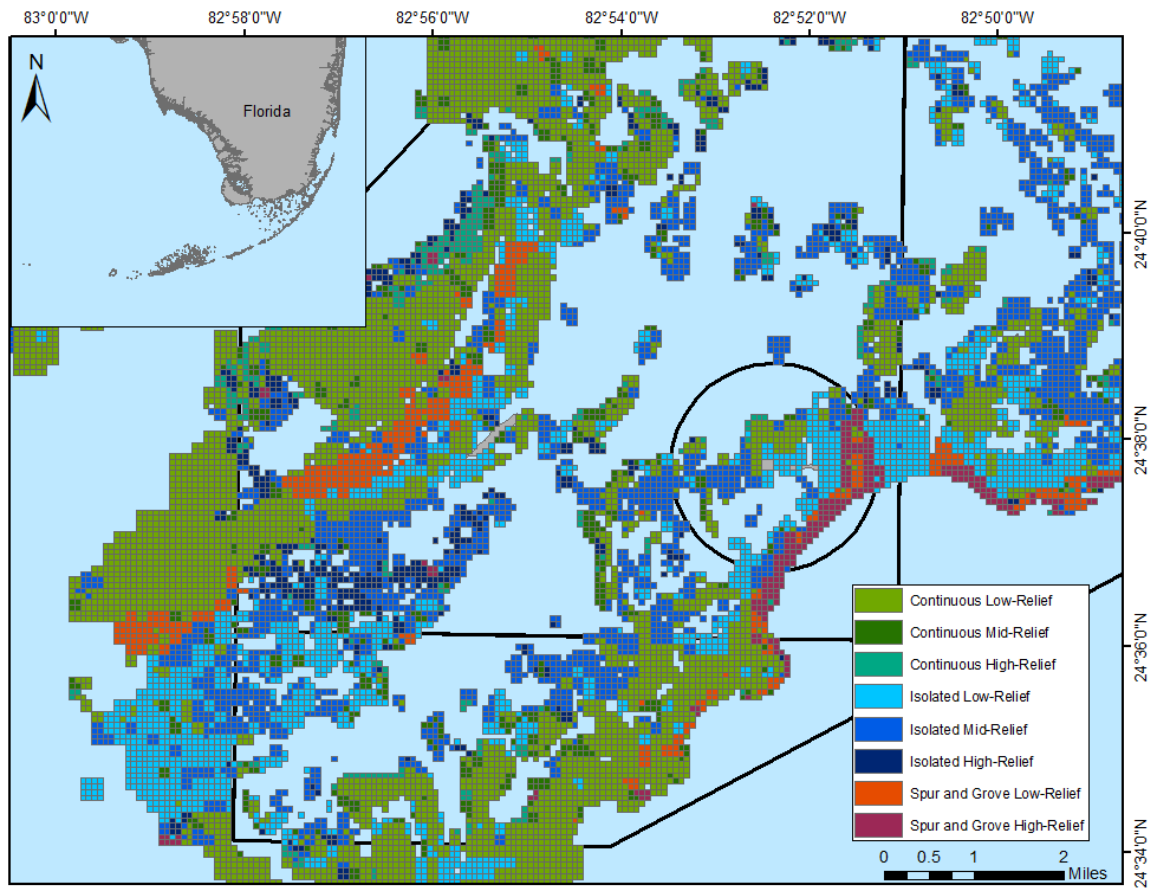 83°0'0"W 82°58'0"W 82°56'0"W 82°54'0"W 82°52'0"W 82°50'0"W
N
Florida
24°40'0"N
24°38'0"N
24°36'0"N
24°34'0"N
Continuous Low-Relief
Continuous Mid-Relief
Continuous High-Relief
Isolated Low-Relief
Isolated Mid-Relief
Isolated High-Relief
Spur and Grove Low-Relief
Spur and Grove High-Relief
0 0.5 1 2
Miles